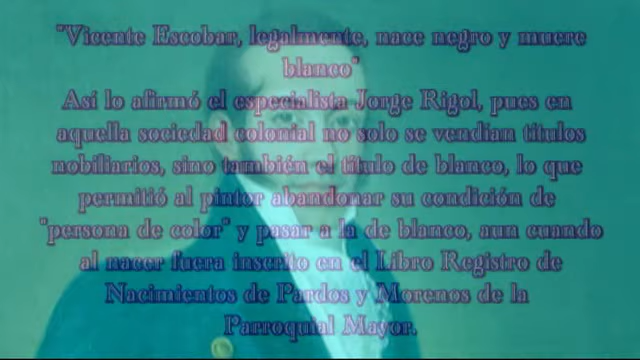 "Vicente Escobar, legalmente, nace negro y muere
blanco"
Así lo afirmó el especialista Jorge Rigol, pues en
aquella sociedad colonial no solo se vendian títulos
nobiliarios, sino también el título de blanco, lo que
permitió al pintor abandonar su condición de
"persona de color" y pasar a la de blanco, aun cuando
al nacer fuera inscrito en el Libro Registro de
Nacimientos de Pardos y Morenos de la
Parroquial Mayor.